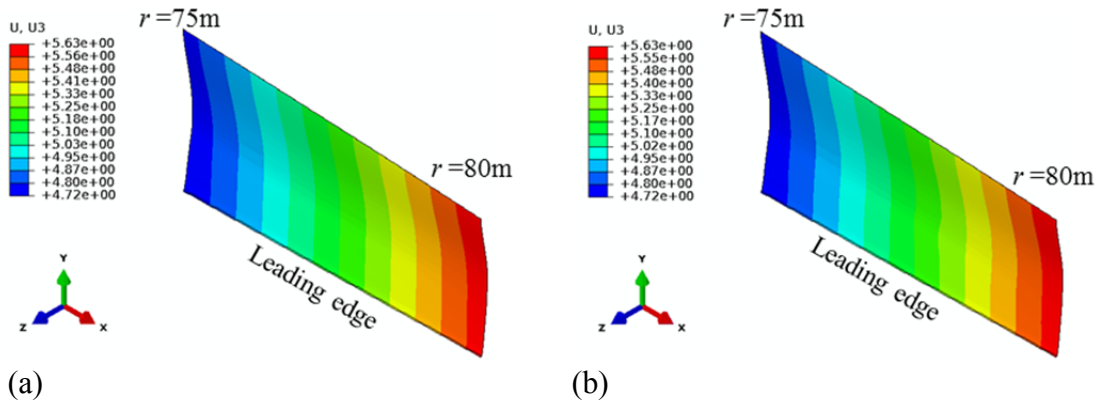 r =75m
U, U3
+5.63e+00
+5.56e+00
+5.48e+00
+5.41e+00
+5.33e+00
+5.25e+00
+5.18e+00
+5.10e+00
+5.03e+00
+4.95e+00
+4.87e+00
+4.80e+00
+4.72e+00
r =80m
Leading edge
Y
Z
X
(a)
r =75m
U, U3
+5.63e+00
+5.55e+00
+5.48e+00
+5.40e+00
+5.33e+00
+5.25e+00
+5.17e+00
+5.10e+00
+5.02e+00
+4.95e+00
+4.87e+00
+4.80e+00
+4.72e+00
r =80m
Leading edge
Y
Z
X
(b)